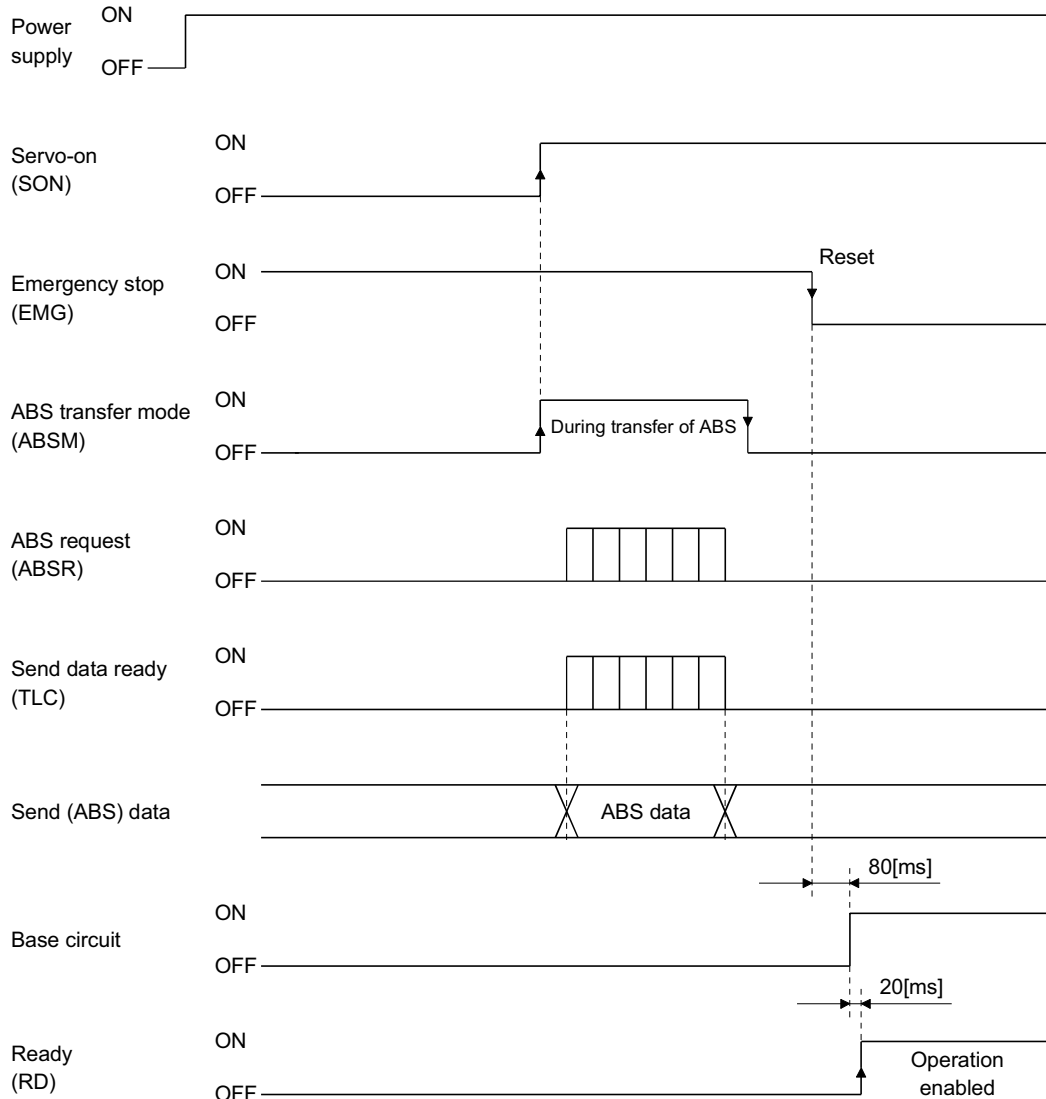 Power
supply
ON
OFF
Servo-on
(SON)
ON
OFF
Emergency stop
(EMG)
ON
OFF
Reset
ABS transfer mode
(ABSM)
ON
OFF
During transfer of ABS
ABS request
(ABSR)
ON
OFF
Send data ready
(TLC)
ON
OFF
Send (ABS) data
ABS data
80[ms]
Base circuit
ON
OFF
20[ms]
Ready
(RD)
ON
OFF
Operation
enabled